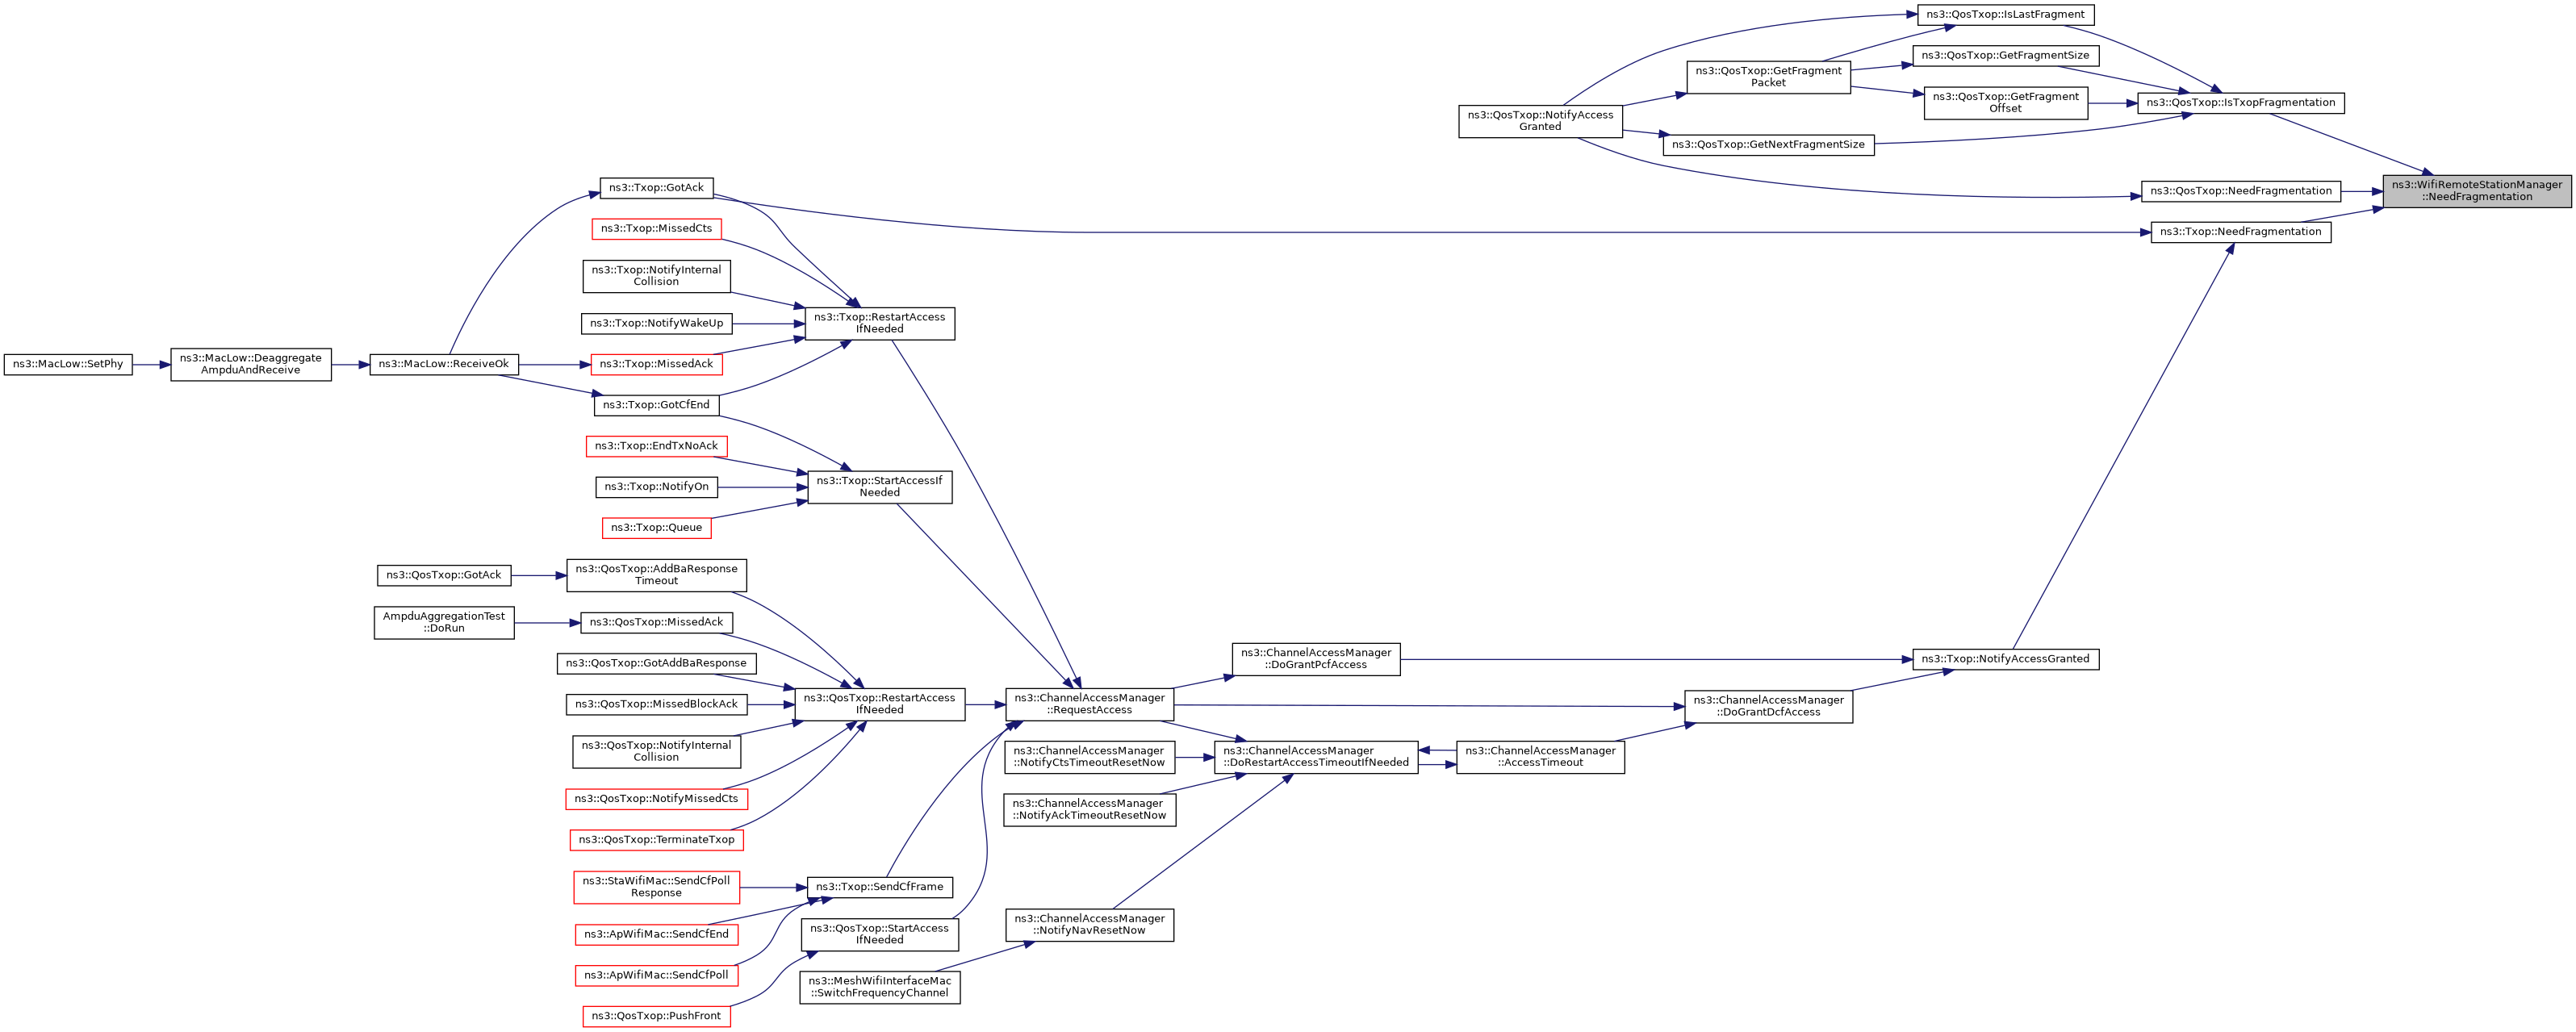 ns3::QosTxop::IsLastFragment
ns3::QosTxop::GetFragmentSize
ns3::QosTxop::GetFragment
Packet
ns3::QosTxop::GetFragment
Offset
ns3::QosTxop::IsTxopFragmentation
ns3::QosTxop::NotifyAccess
Granted
ns3::QosTxop::GetNextFragmentSize
ns3::WifiRemoteStationManager
::NeedFragmentation
ns3::QosTxop::NeedFragmentation
ns3::Txop::NeedFragmentation
ns3::Txop::GotAck
ns3::Txop::MissedCts
ns3::Txop::NotifyInternal
Collision
ns3::Txop::RestartAccess
IfNeeded
ns3::Txop::NotifyWakeUp
ns3::MacLow::SetPhy
ns3::MacLow::Deaggregate
AmpduAndReceive
ns3::MacLow::ReceiveOk
ns3::Txop::MissedAck
ns3::Txop::GotCfEnd
ns3::Txop::EndTxNoAck
ns3::Txop::StartAccessIf
Needed
ns3::Txop::NotifyOn
ns3::Txop::Queue
ns3::QosTxop::GotAck
ns3::QosTxop::AddBaResponse
Timeout
AmpduAggregationTest
::DoRun
ns3::QosTxop::MissedAck
ns3::QosTxop::GotAddBaResponse
ns3::ChannelAccessManager
::DoGrantPcfAccess
ns3::Txop::NotifyAccessGranted
ns3::QosTxop::MissedBlockAck
ns3::QosTxop::RestartAccess
IfNeeded
ns3::ChannelAccessManager
::RequestAccess
ns3::ChannelAccessManager
::DoGrantDcfAccess
ns3::QosTxop::NotifyInternal
Collision
ns3::ChannelAccessManager
::NotifyCtsTimeoutResetNow
ns3::ChannelAccessManager
::DoRestartAccessTimeoutIfNeeded
ns3::ChannelAccessManager
::AccessTimeout
ns3::QosTxop::NotifyMissedCts
ns3::ChannelAccessManager
::NotifyAckTimeoutResetNow
ns3::QosTxop::TerminateTxop
ns3::StaWifiMac::SendCfPoll
Response
ns3::Txop::SendCfFrame
ns3::ApWifiMac::SendCfEnd
ns3::QosTxop::StartAccess
IfNeeded
ns3::ChannelAccessManager
::NotifyNavResetNow
ns3::ApWifiMac::SendCfPoll
ns3::MeshWifiInterfaceMac
::SwitchFrequencyChannel
ns3::QosTxop::PushFront